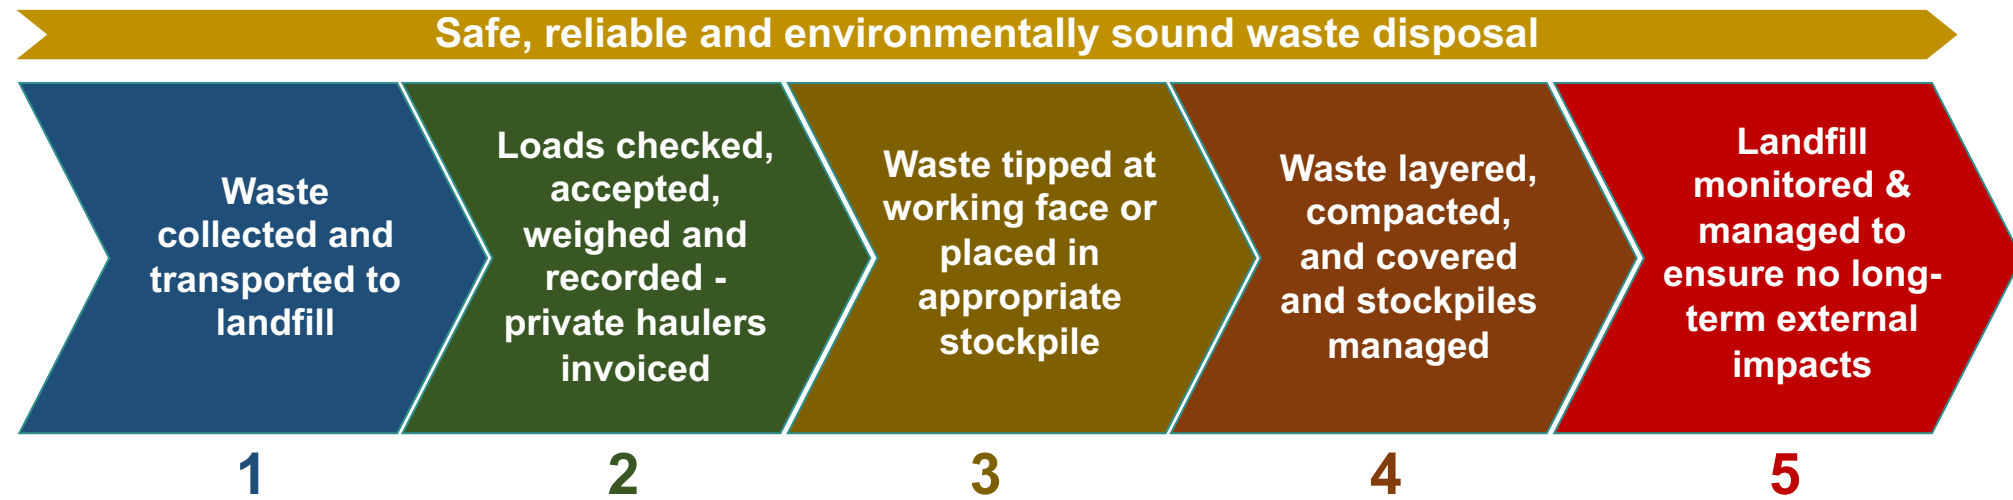 Safe, reliable and environmentally sound waste disposal
Waste
collected and
transported to
landfill
Loads checked,
accepted,
weighed and
recorded -
private haulers
invoiced
Waste tipped at
working face or
placed in
appropriate
stockpile
Waste layered,
compacted,
and covered
and stockpiles
managed
Landfill
monitored &
managed to
ensure no long-
term external
impacts
1
2
3
4
5